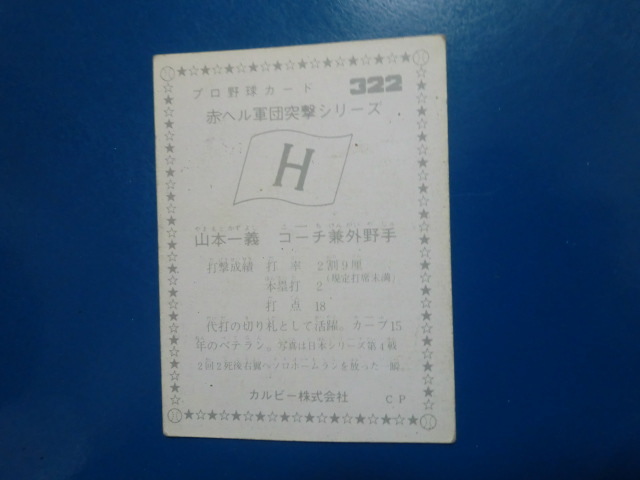 プロ野球カード 322
赤ヘル軍団突撃シリーズ
H
山本一義 コーチ兼外野手
打撃成績 打率 2割9厘
(規定打席未満)
本塁打 2
打点 18
代打の切り札として活躍。カープ15
年のベテラン。写真は日本シリーズ第4戦
2回2死後右翼へソロホームランを放った一瞬。
カルビー株式会社 CP